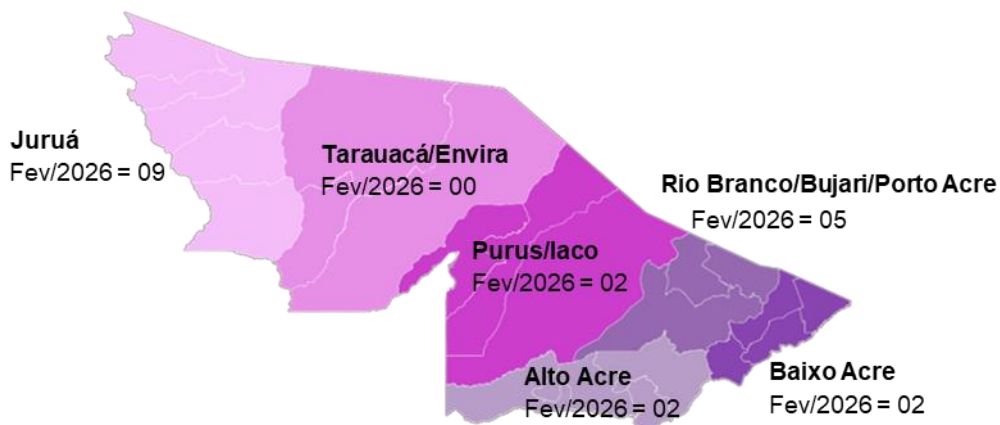 Juruá
Fev/2026 = 09
Tarauacá/Envira
Fev/2026 = 00
Rio Branco/Bujari/Porto Acre
Fev/2026 = 05
Purus/Iaco
Fev/2026 = 02
Alto Acre
Fev/2026 = 02
Baixo Acre
Fev/2026 = 02